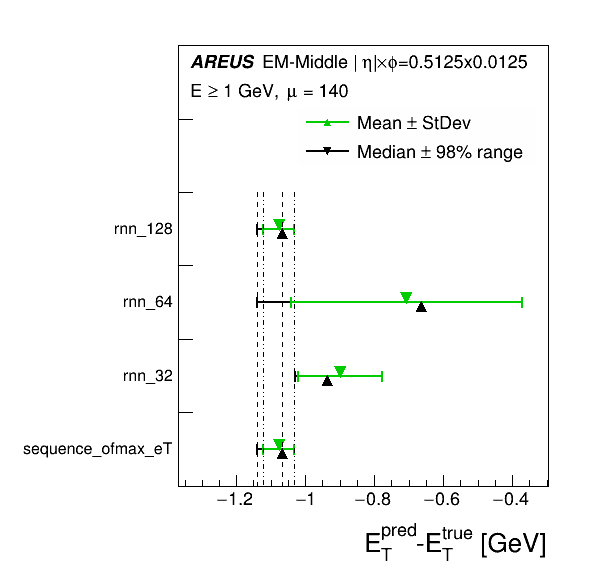 AREUS EM-Middle |η|×ϕ=0.5125x0.0125
E ≥ 1 GeV, μ = 140
Mean ± StDev
Median ± 98% range
rnn_128
rnn_64
rnn_32
sequence_ofmax_eT
−1.2 −1 −0.8 −0.6 −0.4
E_T^pred-E_T^true [GeV]